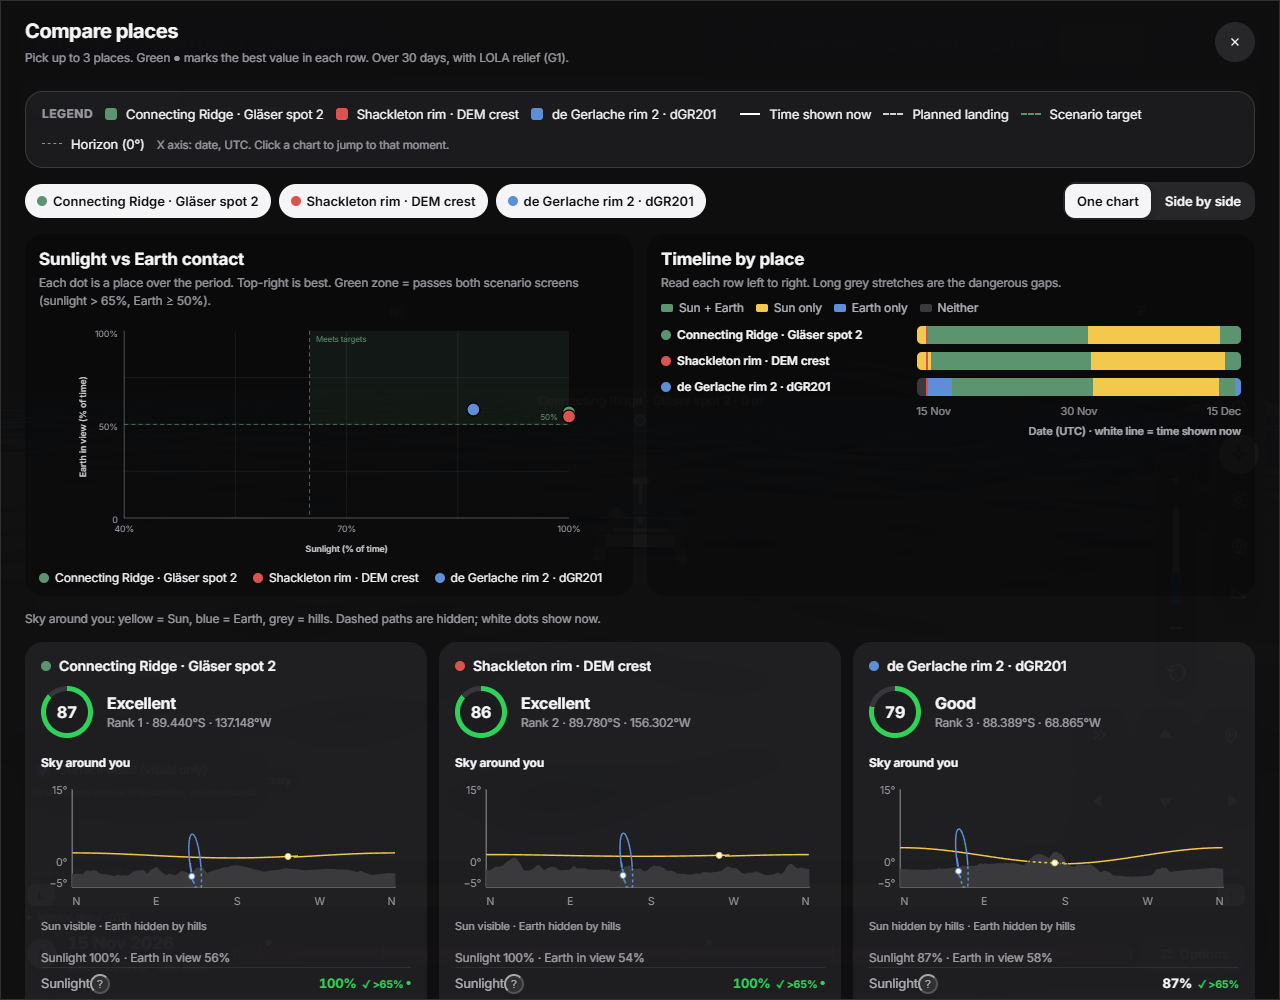 Compare places
Pick up to 3 places. Green ● marks the best value in each row. Over 30 days, with LOLA relief (G1).
×
LEGEND Connecting Ridge · Gläser spot 2 Shackleton rim · DEM crest de Gerlache rim 2 · dGR201 Time shown now Planned landing Scenario target
Horizon (0°) X axis: date, UTC. Click a chart to jump to that moment.
Connecting Ridge · Gläser spot 2 Shackleton rim · DEM crest de Gerlache rim 2 · dGR201 One chart Side by side
Sunlight vs Earth contact
Each dot is a place over the period. Top-right is best. Green zone = passes both scenario screens
(sunlight > 65%, Earth ≥ 50%).
100%
Meets targets
50%
50%
0
Earth in view (% of time)
40% 70% 100%
Sunlight (% of time)
Connecting Ridge · Gläser spot 2 Shackleton rim · DEM crest de Gerlache rim 2 · dGR201
Timeline by place
Read each row left to right. Long grey stretches are the dangerous gaps.
Sun + Earth Sun only Earth only Neither
Connecting Ridge · Gläser spot 2
Shackleton rim · DEM crest
de Gerlache rim 2 · dGR201
15 Nov 30 Nov 15 Dec
Date (UTC) · white line = time shown now
Sky around you: yellow = Sun, blue = Earth, grey = hills. Dashed paths are hidden; white dots show now.
Connecting Ridge · Gläser spot 2
87
Excellent
Rank 1 · 89.440°S · 137.148°W
Sky around you
15°
0°
−5°
N E S W N
Sun visible · Earth hidden by hills
Sunlight 100% · Earth in view 56%
Sunlight ? 100% ✓ >65% •
Shackleton rim · DEM crest
86
Excellent
Rank 2 · 89.780°S · 156.302°W
Sky around you
15°
0°
−5°
N E S W N
Sun visible · Earth hidden by hills
Sunlight 100% · Earth in view 54%
Sunlight ? 100% ✓ >65% •
de Gerlache rim 2 · dGR201
79
Good
Rank 3 · 88.389°S · 68.865°W
Sky around you
15°
0°
−5°
N E S W N
Sun hidden by hills · Earth hidden by hills
Sunlight 87% · Earth in view 58%
Sunlight ? 87% ✓ >65%
15 Nov 2026